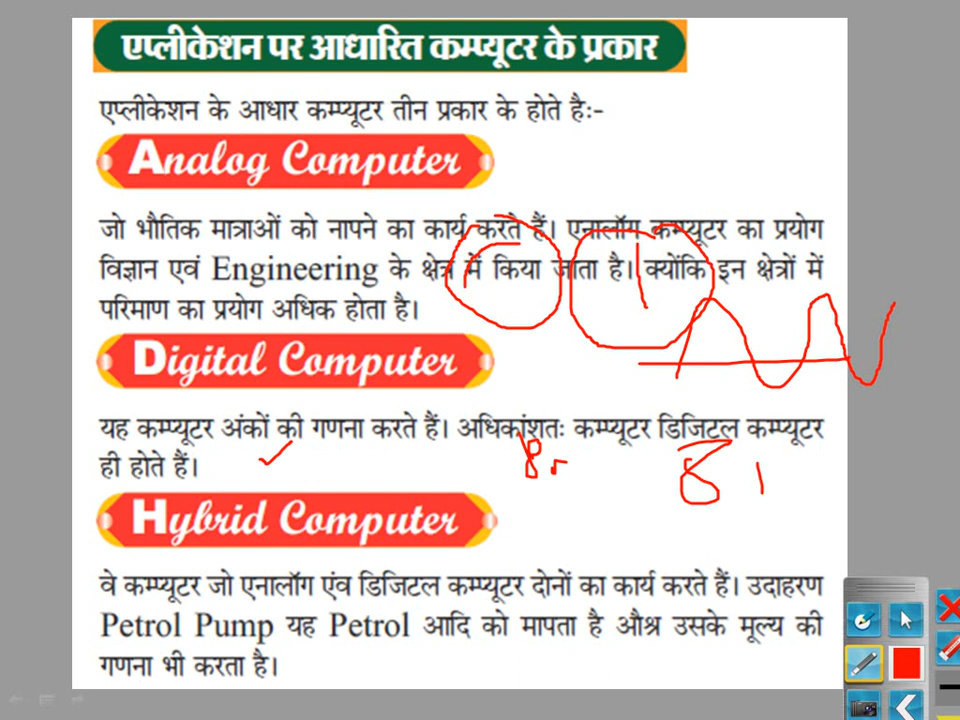 एप्लीकेशन पर आधारित कम्प्यूटर के प्रकार
एप्लीकेशन के आधार कम्प्यूटर तीन प्रकार के होते हैः-
Analog Computer
जो भौतिक मात्राओं को नापने का कार्य करते हैं। एनालॉग कम्प्यूटर का प्रयोग
विज्ञान एवं Engineering के क्षेत्र में किया जाता है। क्योंकि इन क्षेत्रों में
परिमाण का प्रयोग अधिक होता है।
Digital Computer
यह कम्प्यूटर अंकों की गणना करते हैं। अधिकांशतः कम्प्यूटर डिजिटल कम्प्यूटर
ही होते हैं।
Hybrid Computer
वे कम्प्यूटर जो एनालॉग एंव डिजिटल कम्प्यूटर दोनों का कार्य करते हैं। उदाहरण
Petrol Pump यह Petrol आदि को मापता है औश्र उसके मूल्य की
गणना भी करता है।